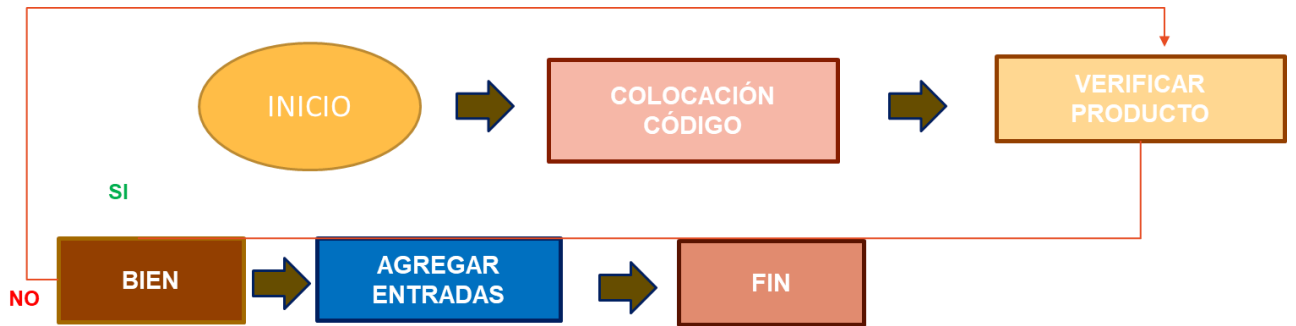 INICIO
COLOCACIÓN
CÓDIGO
VERIFICAR
PRODUCTO
SI
NO
BIEN
AGREGAR
ENTRADAS
FIN